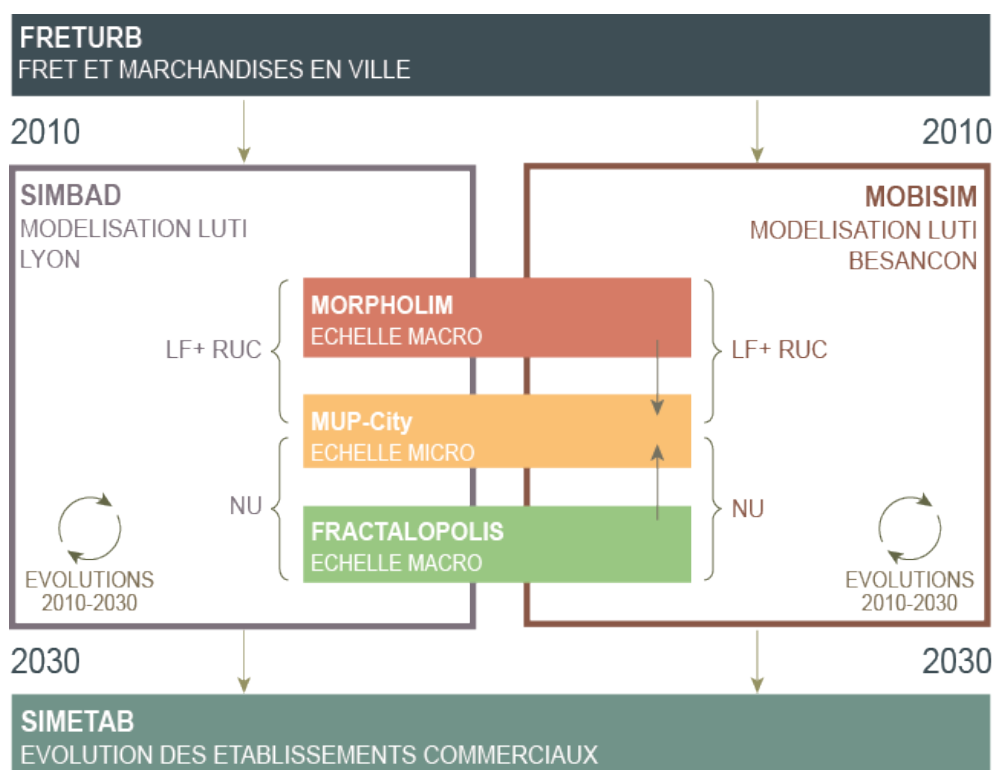 FRETURB
FRET ET MARCHANDISES EN VILLE
2010
2010
SIMBAD
MODELISATION LUTI
LYON
MOBISIM
MODELISATION LUTI
BESANCON
MORPHOLIM
ECHELLE MACRO
LF+ RUC
LF+ RUC
MUP-City
ECHELLE MICRO
NU
NU
FRACTALOPOLIS
ECHELLE MACRO
EVOLUTIONS
2010-2030
EVOLUTIONS
2010-2030
2030
2030
SIMETAB
EVOLUTION DES ETABLISSEMENTS COMMERCIAUX